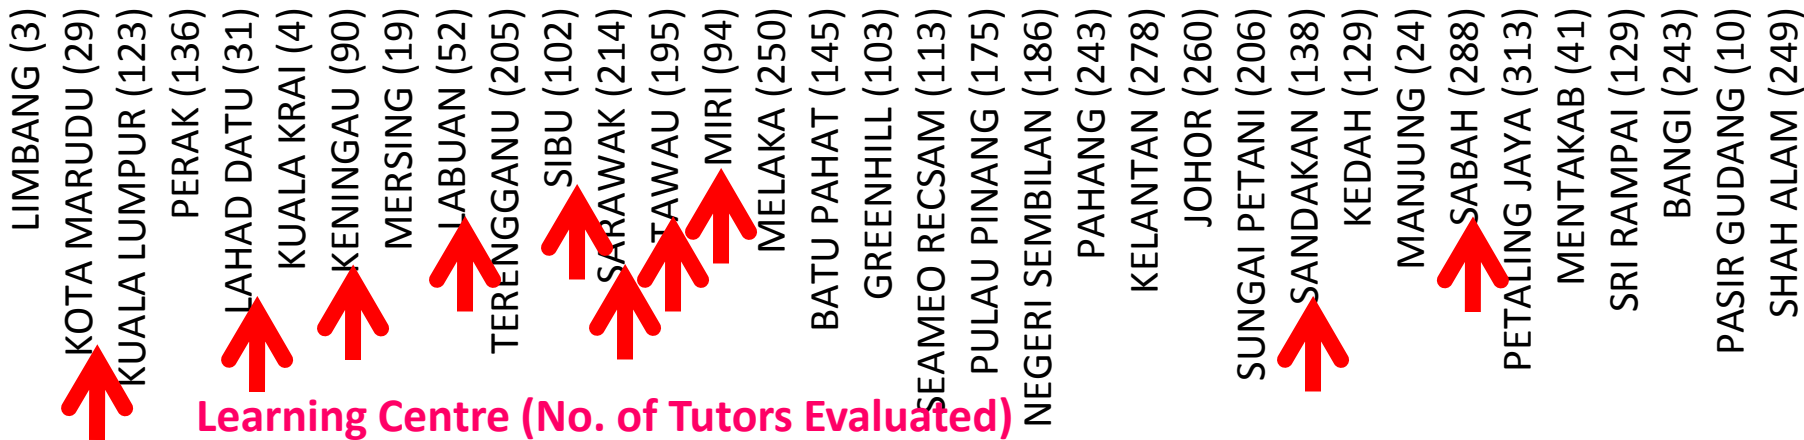 LIMBANG (3)
KOTA MARUDU (29)
KUALA LUMPUR (123)
PERAK (136)
LAHAD DATU (31)
KUALA KRAI (4)
KENINGAU (90)
MERSING (19)
LABUAN (52)
TERENGGANU (205)
SIBU (102)
SARAWAK (214)
TAWAU (195)
MIRI (94)
MELAKA (250)
BATU PAHAT (145)
GREENHILL (103)
SEAMEO RECSAM (113)
PULAU PINANG (175)
NEGERI SEMBILAN (186)
PAHANG (243)
KELANTAN (278)
JOHOR (260)
SUNGAI PETANI (206)
SANDAKAN (138)
KEDAH (129)
MANJUNG (24
SABAH (288)
PETALING JAYA (313)
MENTAKAB (41)
SRI RAMPAI (129)
BANGI (243)
PASIR GUDANG (10)
SHAH ALAM (249)
Learning Centre (No. of Tutors Evaluated)